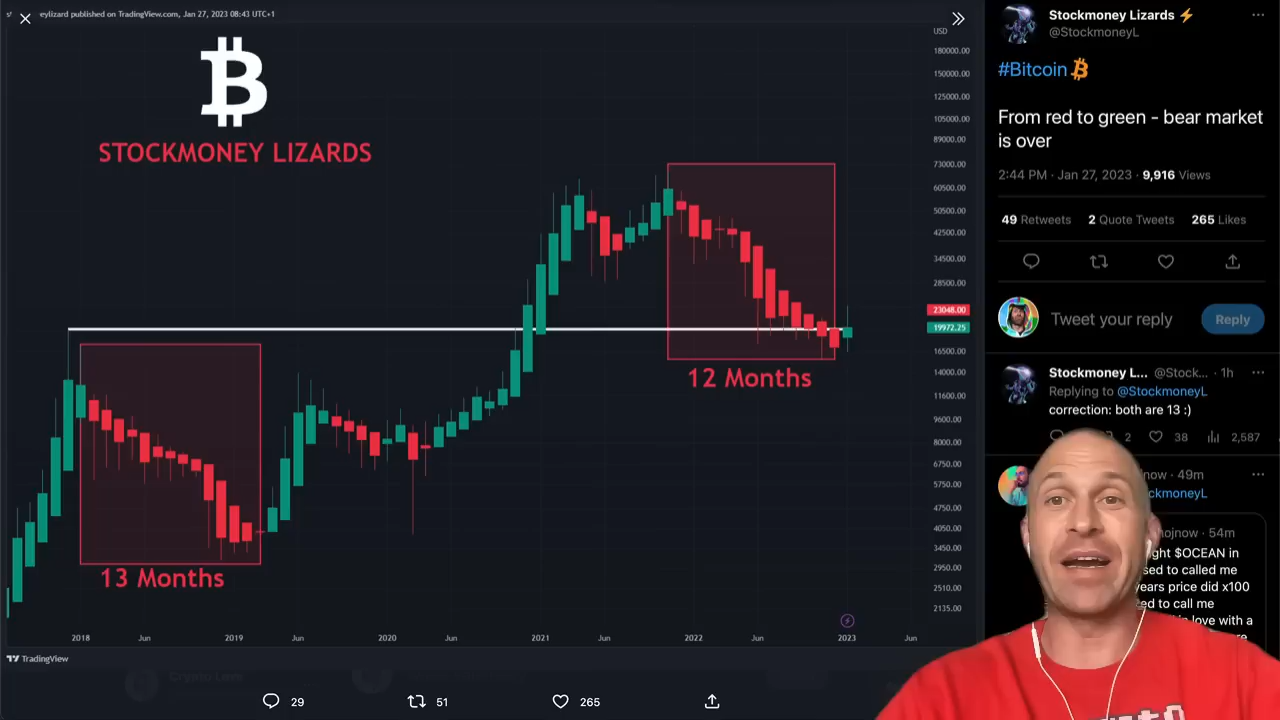 eylizard published on TradingView.com, Jan 27, 2023 08:43 UTC+1
STOCKMONEY LIZARDS
13 Months
12 Months
USD
180000.00
150000.00
125000.00
105000.00
89000.00
73000.00
60500.00
50500.00
42500.00
34500.00
28500.00
23048.00
19972.25
16500.00
14000.00
11600.00
9600.00
8000.00
6750.00
5750.00
4750.00
4050.00
3450.00
2950.00
2510.00
2135.00
2018 Jun 2019 Jun 2020 Jun 2021 Jun 2022 Jun 2023 Jun
TradingView
29 51 265
Stockmoney Lizards ⚡
@StockmoneyL
#Bitcoin
From red to green - bear market
is over
2:44 PM · Jan 27, 2023 · 9,916 Views
49 Retweets 2 Quote Tweets 265 Likes
Tweet your reply Reply
Stockmoney L... @Stock... · 1h
Replying to @StockmoneyL
correction: both are 13 :)
2 38 2,587
now · 49m
ckmoneyL
nojnow · 54m
ght $OCEAN in
sed to called me
years price did x100
ed to call me
in love with a